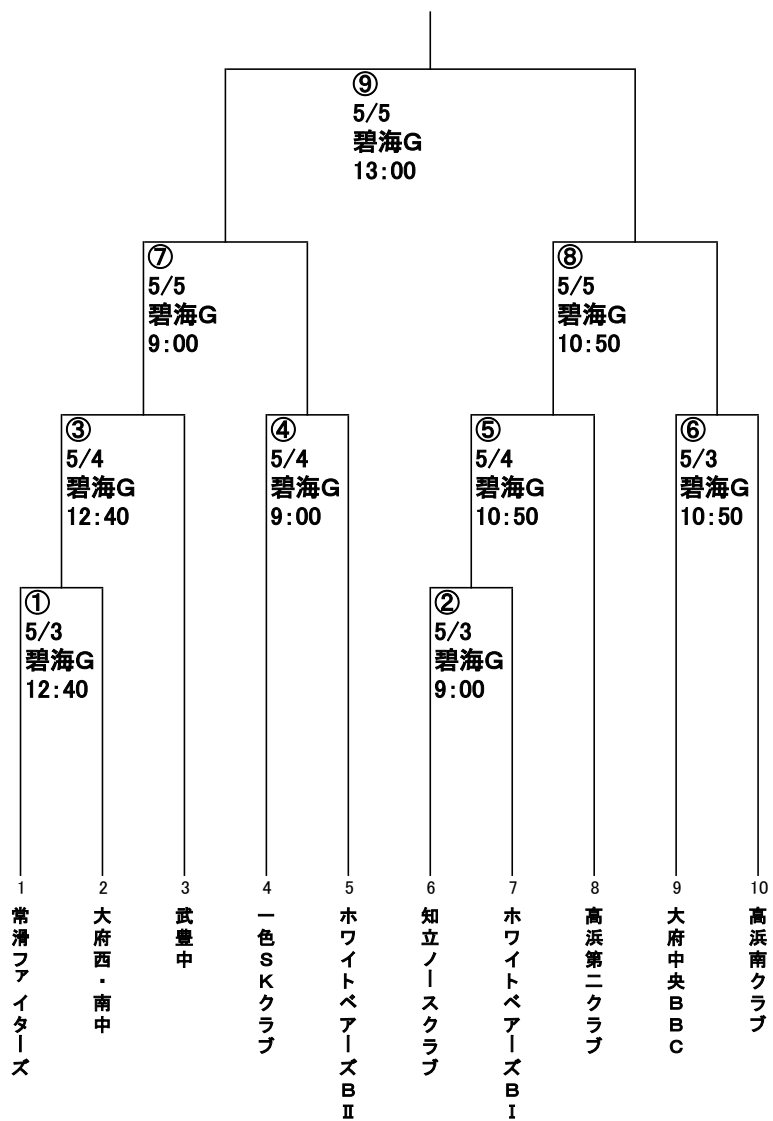 ⑨
5/5
碧海G
13:00
⑦
5/5
碧海G
9:00
⑧
5/5
碧海G
10:50
③
5/4
碧海G
12:40
④
5/4
碧海G
9:00
⑤
5/4
碧海G
10:50
⑥
5/3
碧海G
10:50
①
5/3
碧海G
12:40
②
5/3
碧海G
9:00
1
常滑ファイターズ
2
大府西・南中
3
武豊中
4
一色SKクラブ
5
ホワイトベアーズBⅡ
6
知立ノースクラブ
7
ホワイトベアーズBⅠ
8
高浜第二クラブ
9
大府中央BBC
10
高浜南クラブ